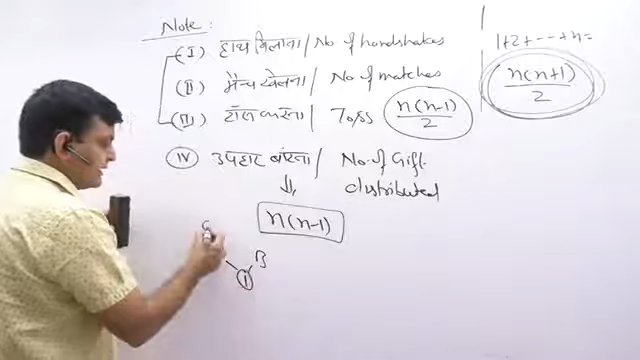 Note:
(I) हाथ मिलाना / No of handshakes
(II) मैच खेलना / No of matches
(III) टॉस करना / Toss n(n-1)/2
(IV) उपहार बांटना / No. of Gift distributed
n(n-1)
B
1
1+2+---+n=
n(n+1)/2